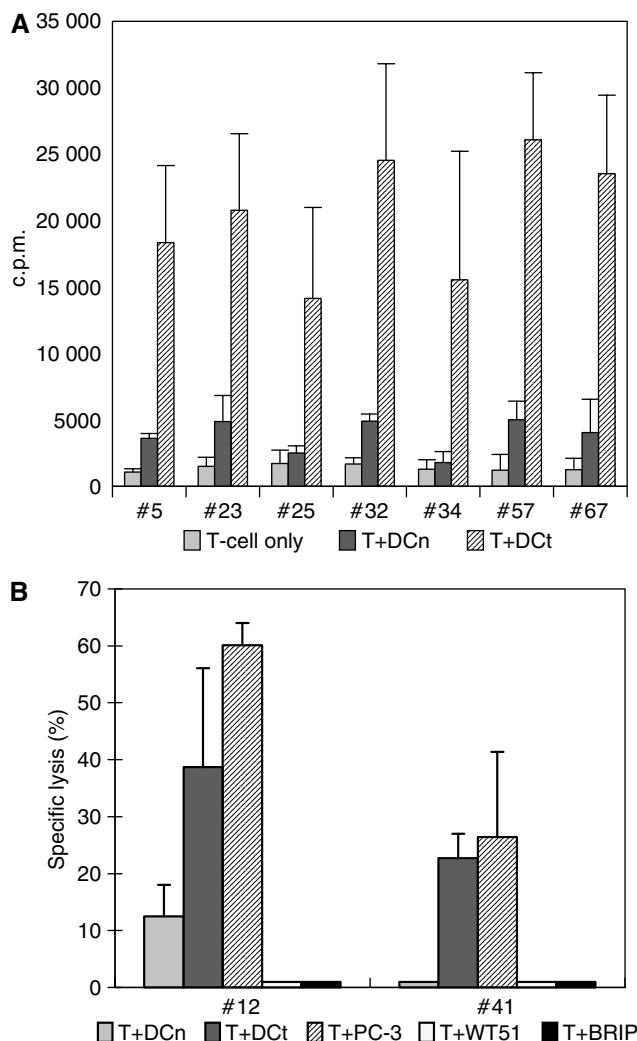 A
35 000
30 000
25 000
20 000
15 000
10 000
5000
0
c.p.m.
#5 #23 #25 #32 #34 #57 #67
T-cell only T+DCn T+DCt
B
70
60
50
40
30
20
10
0
Specific lysis (%)
#12 #41
T+DCn T+DCt T+PC-3 T+WT51 T+BRIP